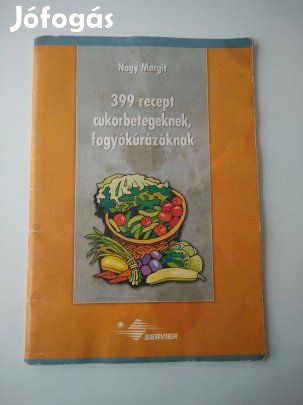 Jófogás
Nagy Margit
399 recept
cukorbetegeknek,
fogyókúrázóknak
SERVIER